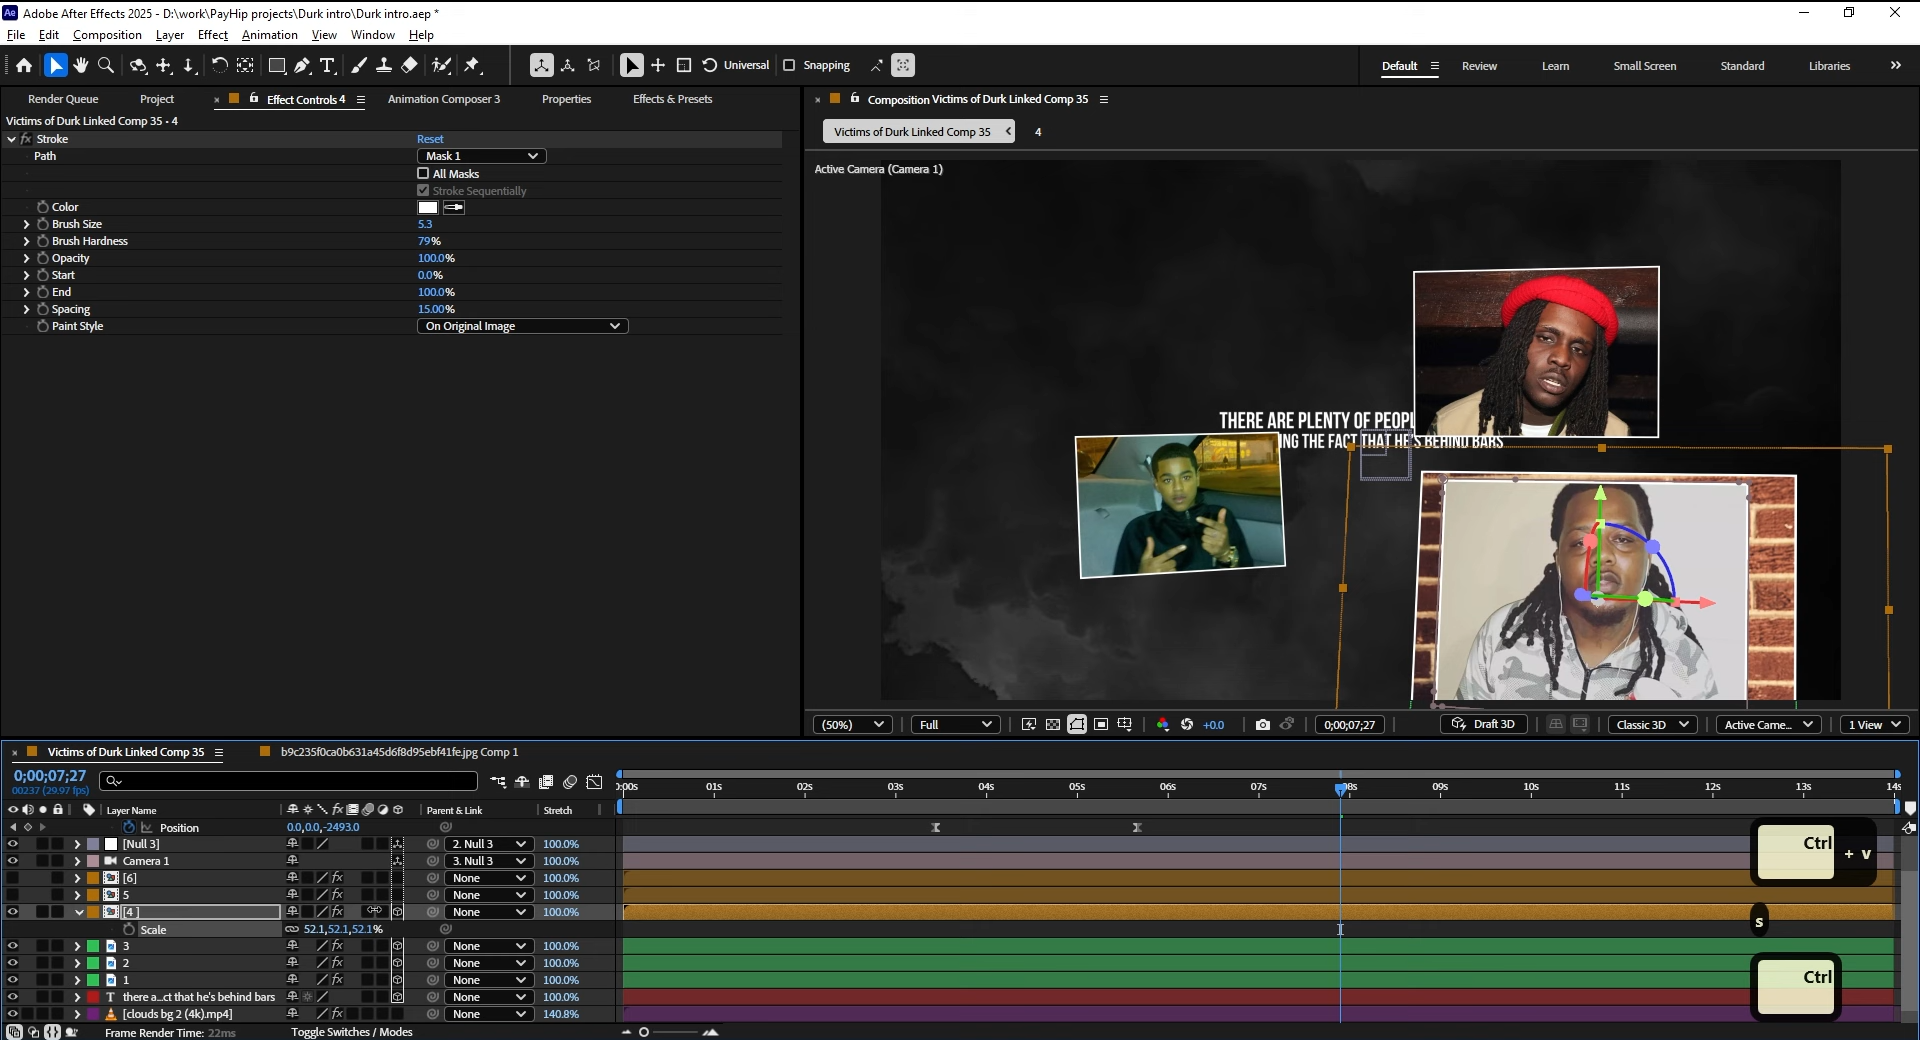 Adobe After Effects 2025 - D:\work\PayHip projects\Durk intro\Durk intro.aep *
File Edit Composition Layer Effect Animation View Window Help
Universal Snapping Default Review Learn Small Screen Standard Libraries
Render Queue Project Effect Controls 4 Animation Composer 3 Properties Effects & Presets
Victims of Durk Linked Comp 35 • 4
fx Stroke Reset
Path Mask 1
All Masks
Stroke Sequentially
Color
Brush Size 5.3
Brush Hardness 79%
Opacity 100.0%
Start 0.0%
End 100.0%
Spacing 15.00%
Paint Style On Original Image
Composition Victims of Durk Linked Comp 35
Victims of Durk Linked Comp 35 4
Active Camera (Camera 1)
THERE ARE PLENTY OF PEOPL
ING THE FACT THAT HE'S BEHIND BARS
(50%) Full +0.0 0;00;07;27 Draft 3D Classic 3D Active Came... 1 View
Victims of Durk Linked Comp 35 b9c235f0ca0b631a45d6f8d95ebf41fe.jpg Comp 1
0;00;07;27
00237 (29.97 fps)
0:00s 01s 02s 03s 04s 05s 06s 07s 08s 09s 10s 11s 12s 13s 14s
Layer Name Parent & Link Stretch
Position 0.0,0.0,-2493.0
[Null 3] 2. Null 3 100.0%
Camera 1 3. Null 3 100.0%
[6] fx None 100.0%
5 fx None 100.0%
[4 ] fx None 100.0%
Scale 52.1,52.1,52.1%
3 fx None 100.0%
2 fx None 100.0%
1 fx None 100.0%
T there a...ct that he's behind bars None 100.0%
[clouds bg 2 (4k).mp4] fx None 140.8%
Frame Render Time: 22ms Toggle Switches / Modes
Ctrl + v
s
Ctrl